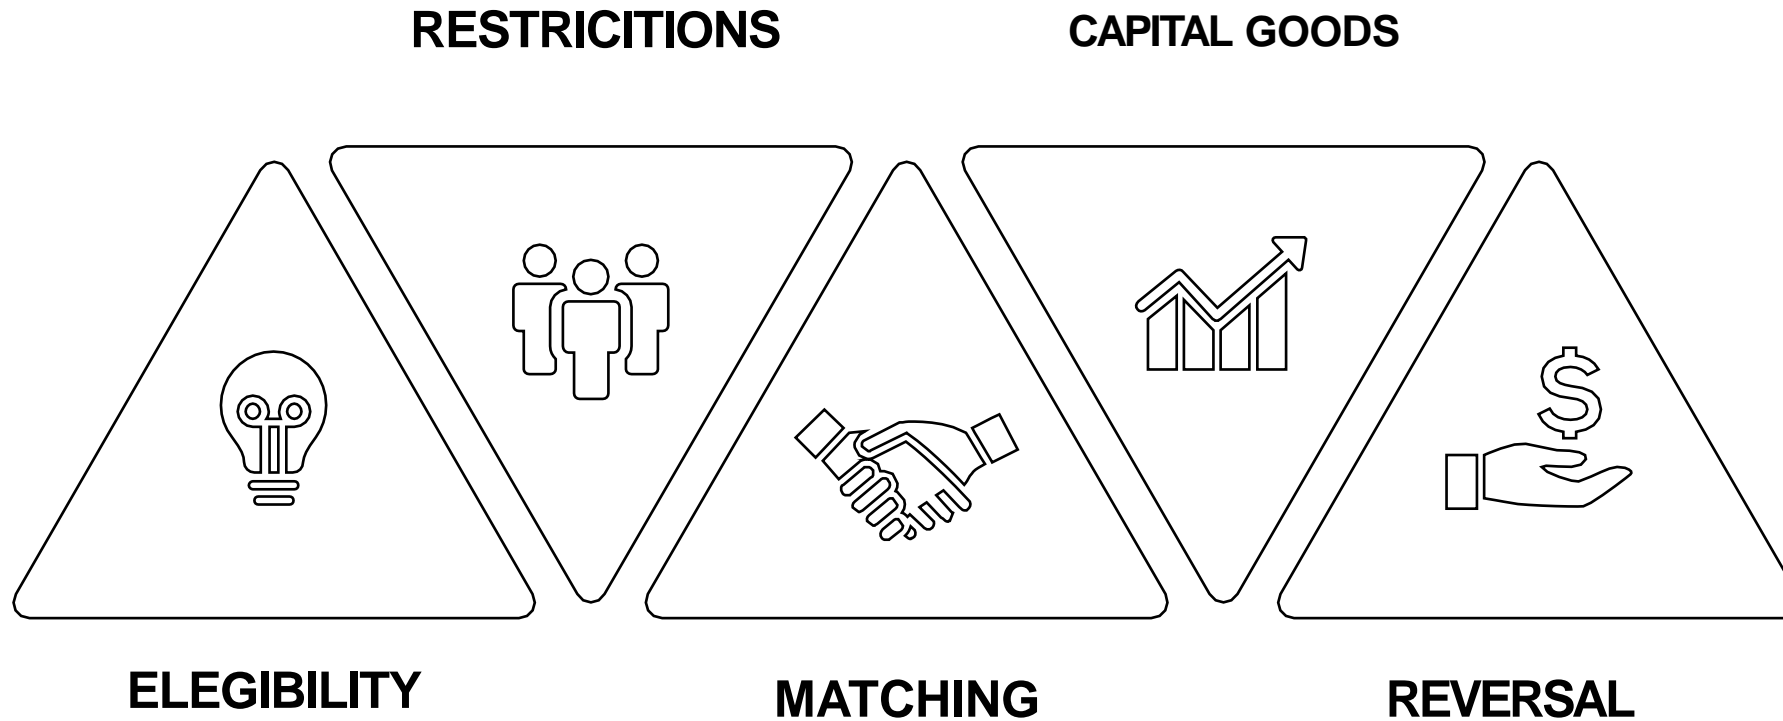 RESTRICITIONS
CAPITAL GOODS
ELEGIBILITY
MATCHING
REVERSAL